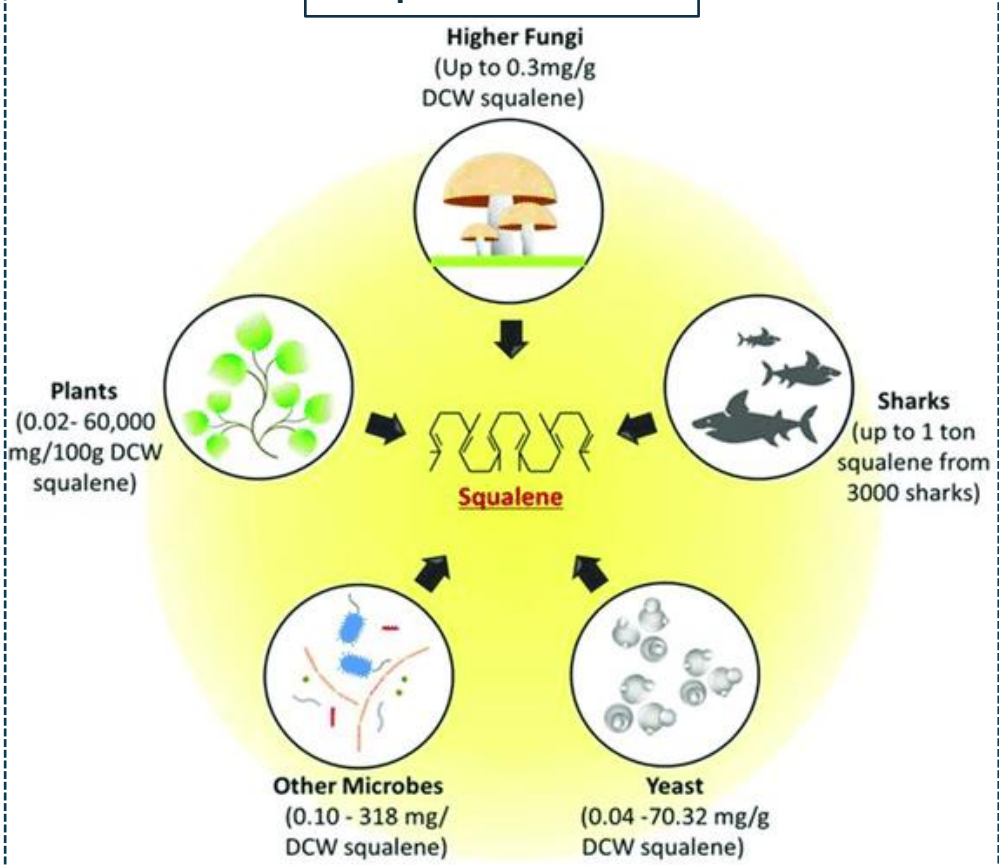 Higher Fungi
(Up to 0.3mg/g
DCW squalene)
Plants
(0.02- 60,000
mg/100g DCW
squalene)
Sharks
(up to 1 ton
squalene from
3000 sharks)
Squalene
Other Microbes
(0.10 - 318 mg/
DCW squalene)
Yeast
(0.04 -70.32 mg/g
DCW squalene)